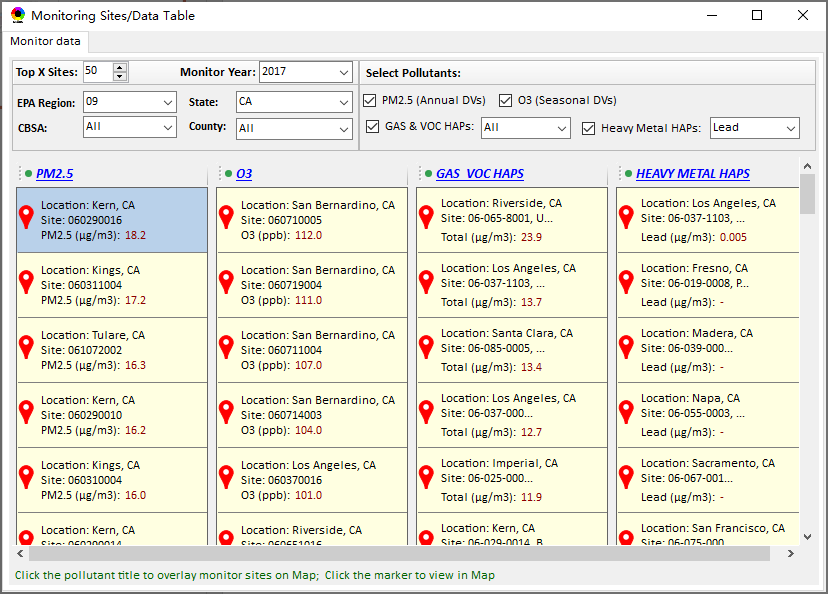 Monitoring Sites/Data Table
Monitor data
Top X Sites: 50
Monitor Year: 2017
EPA Region: 09
State: CA
CBSA: All
County: All
Select Pollutants:
PM2.5 (Annual DVs)
O3 (Seasonal DVs)
GAS & VOC HAPs: All
Heavy Metal HAPs: Lead
PM2.5
Location: Kern, CA
Site: 060290016
PM2.5 (µg/m3): 18.2
Location: Kings, CA
Site: 060311004
PM2.5 (µg/m3): 17.2
Location: Tulare, CA
Site: 061072002
PM2.5 (µg/m3): 16.3
Location: Kern, CA
Site: 060290010
PM2.5 (µg/m3): 16.2
Location: Kings, CA
Site: 060310004
PM2.5 (µg/m3): 16.0
Location: Kern, CA
Site: 060290014
O3
Location: San Bernardino, CA
Site: 060710005
O3 (ppb): 112.0
Location: San Bernardino, CA
Site: 060719004
O3 (ppb): 111.0
Location: San Bernardino, CA
Site: 060711004
O3 (ppb): 107.0
Location: San Bernardino, CA
Site: 060714003
O3 (ppb): 104.0
Location: Los Angeles, CA
Site: 060370016
O3 (ppb): 101.0
Location: Riverside, CA
Site: 060651016
GAS_VOC HAPS
Location: Riverside, CA
Site: 06-065-8001, U...
Total (µg/m3): 23.9
Location: Los Angeles, CA
Site: 06-037-1103, ...
Total (µg/m3): 13.7
Location: Santa Clara, CA
Site: 06-085-0005, ...
Total (µg/m3): 13.4
Location: Los Angeles, CA
Site: 06-037-000...
Total (µg/m3): 12.7
Location: Imperial, CA
Site: 06-025-000...
Total (µg/m3): 11.9
Location: Kern, CA
Site: 06-029-0014, B...
HEAVY METAL HAPS
Location: Los Angeles, CA
Site: 06-037-1103, ...
Lead (µg/m3): 0.005
Location: Fresno, CA
Site: 06-019-0008, P...
Lead (µg/m3): -
Location: Madera, CA
Site: 06-039-000...
Lead (µg/m3): -
Location: Napa, CA
Site: 06-055-0003, ...
Lead (µg/m3): -
Location: Sacramento, CA
Site: 06-067-001...
Lead (µg/m3): -
Location: San Francisco, CA
Site: 06-075-000...
Click the pollutant title to overlay monitor sites on Map; Click the marker to view in Map